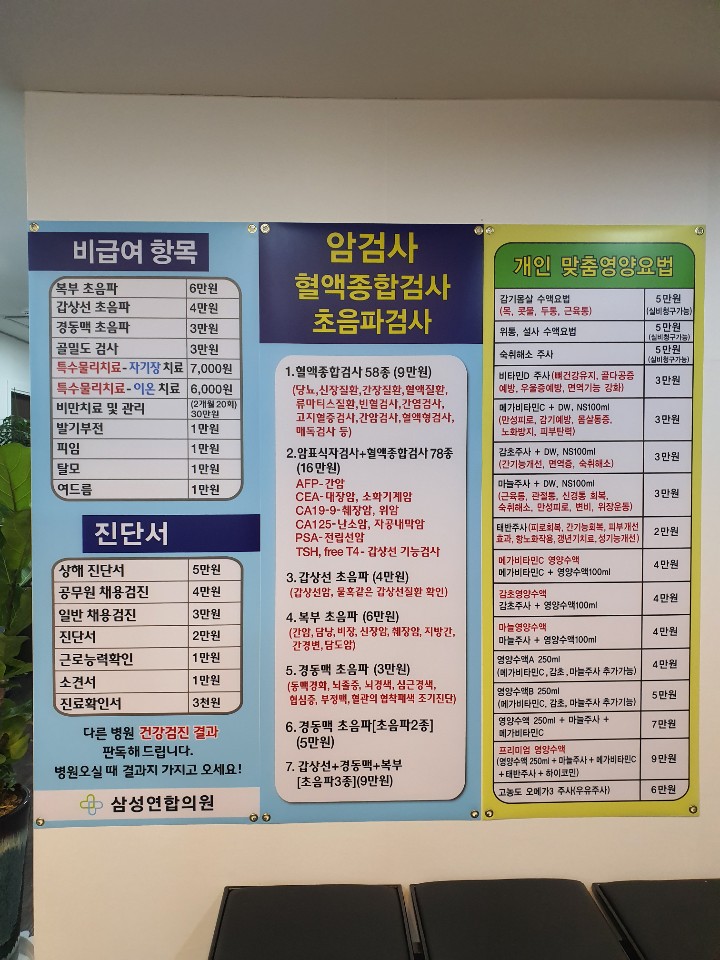 비급여 항목
복부 초음파 6만원
갑상선 초음파 4만원
경동맥 초음파 3만원
골밀도 검사 3만원
특수물리치료-자기장 치료 7,000원
특수물리치료-이온 치료 6,000원
비만치료 및 관리 (2개월 20회) 30만원
발기부전 1만원
피임 1만원
탈모 1만원
여드름 1만원
진단서
상해 진단서 5만원
공무원 채용검진 4만원
일반 채용검진 3만원
진단서 2만원
근로능력확인 1만원
소견서 1만원
진료확인서 3천원
다른 병원 건강검진 결과
판독해 드립니다.
병원오실 때 결과지 가지고 오세요!
삼성연합의원
암검사
혈액종합검사
초음파검사
1.혈액종합검사 58종 (9만원)
(당뇨,신장질환,간장질환,혈액질환,
류마티스질환,빈혈검사,간염검사,
고지혈증검사,간암검사,혈액형검사,
매독검사 등)
2.암표식자검사+혈액종합검사 78종
(16만원)
AFP-간암
CEA-대장암, 소화기계암
CA19-9-췌장암, 위암
CA125-난소암, 자궁내막암
PSA-전립선암
TSH, free T4- 갑상선 기능검사
3. 갑상선 초음파 (4만원)
(갑상선암, 물혹같은 갑상선질환 확인)
4. 복부 초음파 (6만원)
(간암, 담낭, 비장, 신장암, 췌장암, 지방간,
간경변, 담도암)
5. 경동맥 초음파 (3만원)
(동맥경화, 뇌졸중, 뇌경색, 심근경색,
협심증, 부정맥, 혈관의 협착폐색 조기진단)
6. 경동맥 초음파[초음파2종]
(5만원)
7. 갑상선+경동맥+복부
[초음파3종](9만원)
개인 맞춤영양요법
감기몸살 수액요법
(목, 콧물, 두통, 근육통) 5만원 (실비청구가능)
위통, 설사 수액요법 5만원 (실비청구가능)
숙취해소 주사 5만원 (실비청구가능)
비타민D 주사(뼈건강유지, 골다공증
예방, 우울증예방, 면역기능 강화) 3만원
메가비타민C + DW, NS100ml
(만성피로, 감기예방, 몸살통증,
노화방지, 피부탄력) 3만원
감초주사 + DW, NS100ml
(간기능개선, 면역증, 숙취해소) 3만원
마늘주사 + DW, NS100ml
(근육통, 관절통, 신경통 회복,
숙취해소, 만성피로, 변비, 위장운동) 3만원
태반주사(피로회복, 간기능회복, 피부개선
효과, 항노화작용, 갱년기치료, 성기능개선) 2만원
메가비타민C 영양수액
메가비타민C + 영양수액100ml 4만원
감초영양수액
감초주사 + 영양수액100ml 4만원
마늘영양수액
마늘주사 + 영양수액100ml 4만원
영양수액A 250ml
(메가비타민C,감초,마늘주사 추가가능) 4만원
영양수액B 250ml
(메가비타민C, 감초, 마늘주사 추가가능) 5만원
영양수액 250ml + 마늘주사 +
메가비타민C 7만원
프리미엄 영양수액
(영양수액 250ml + 마늘주사 + 메가비타민C
+ 태반주사 + 하이코민) 9만원
고농도 오메가3 주사(우유주사) 6만원